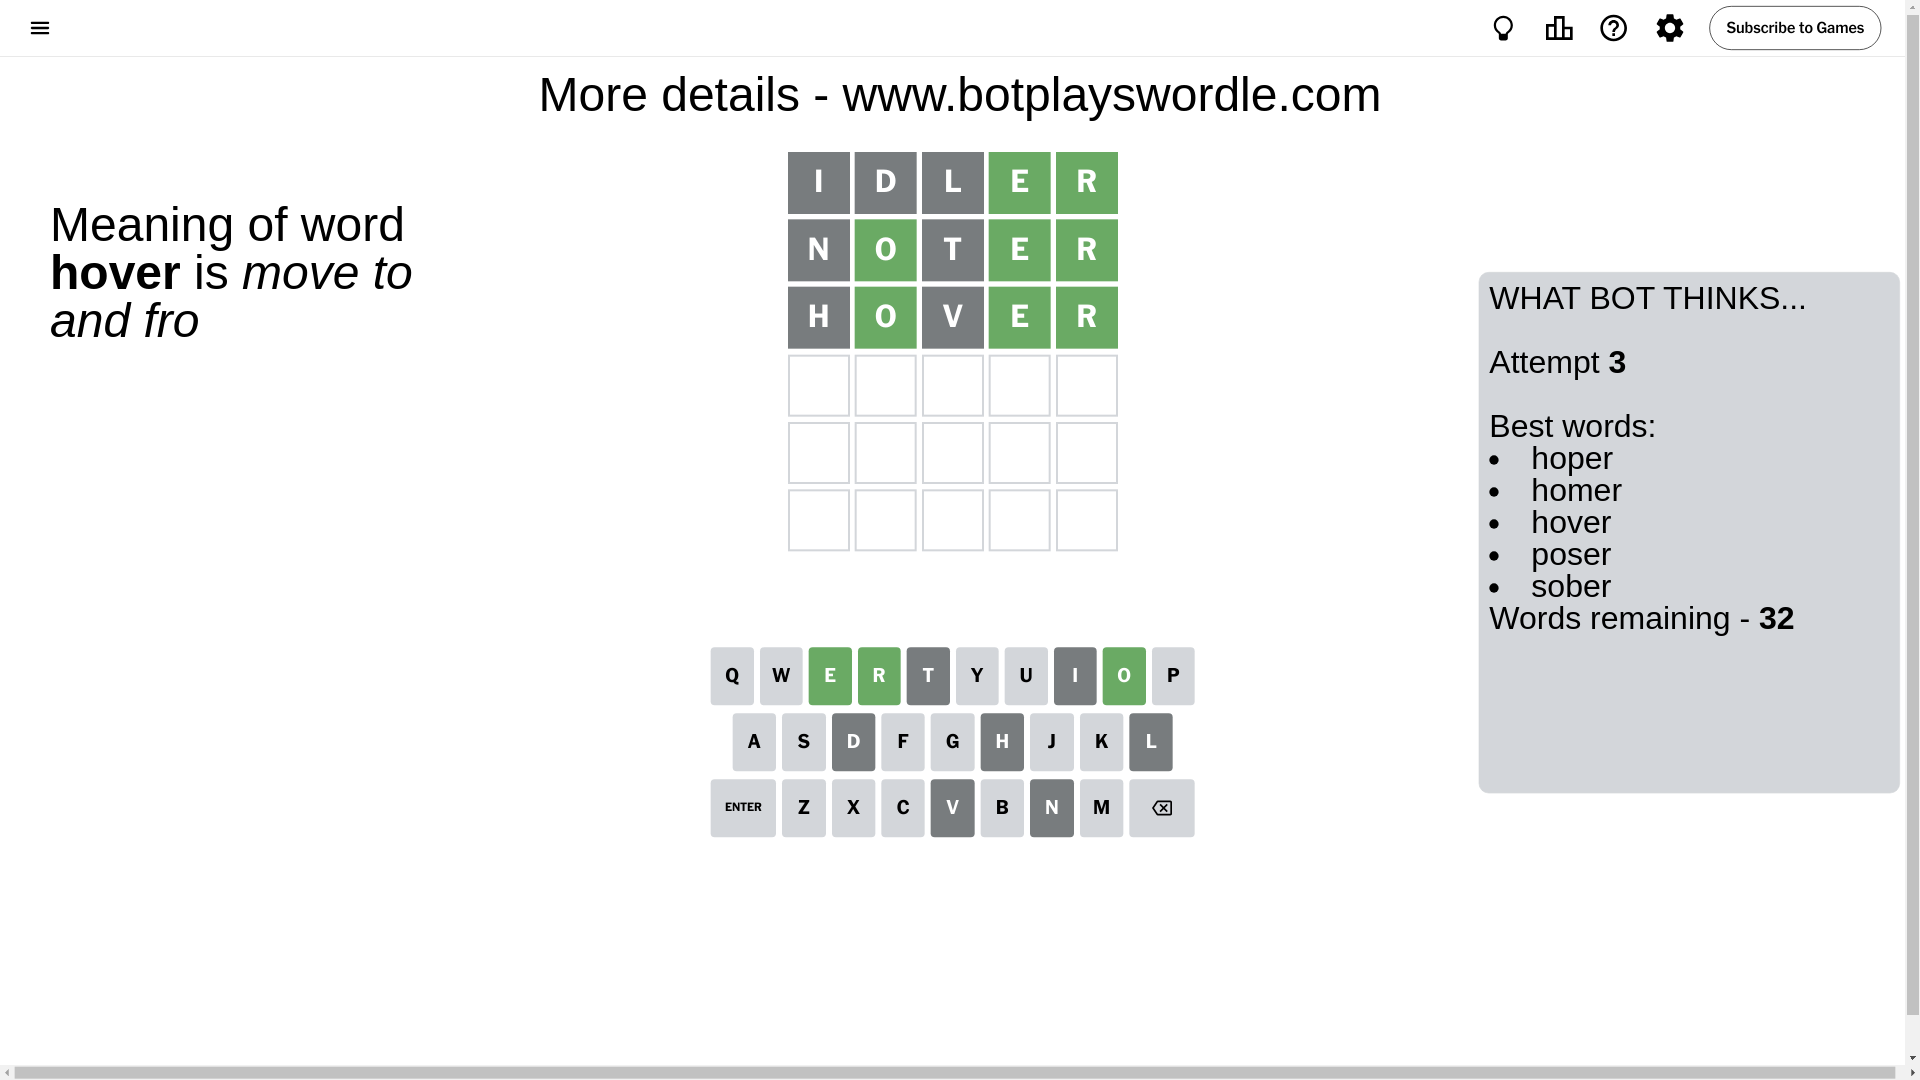 Subscribe to Games
More details - www.botplayswordle.com
Meaning of word
hover is move to
and fro
I D L E R
N O T E R
H O V E R
WHAT BOT THINKS...
Attempt 3
Best words:
• hoper
• homer
• hover
• poser
• sober
Words remaining - 32
Q W E R T Y U I O P
A S D F G H J K L
ENTER Z X C V B N M